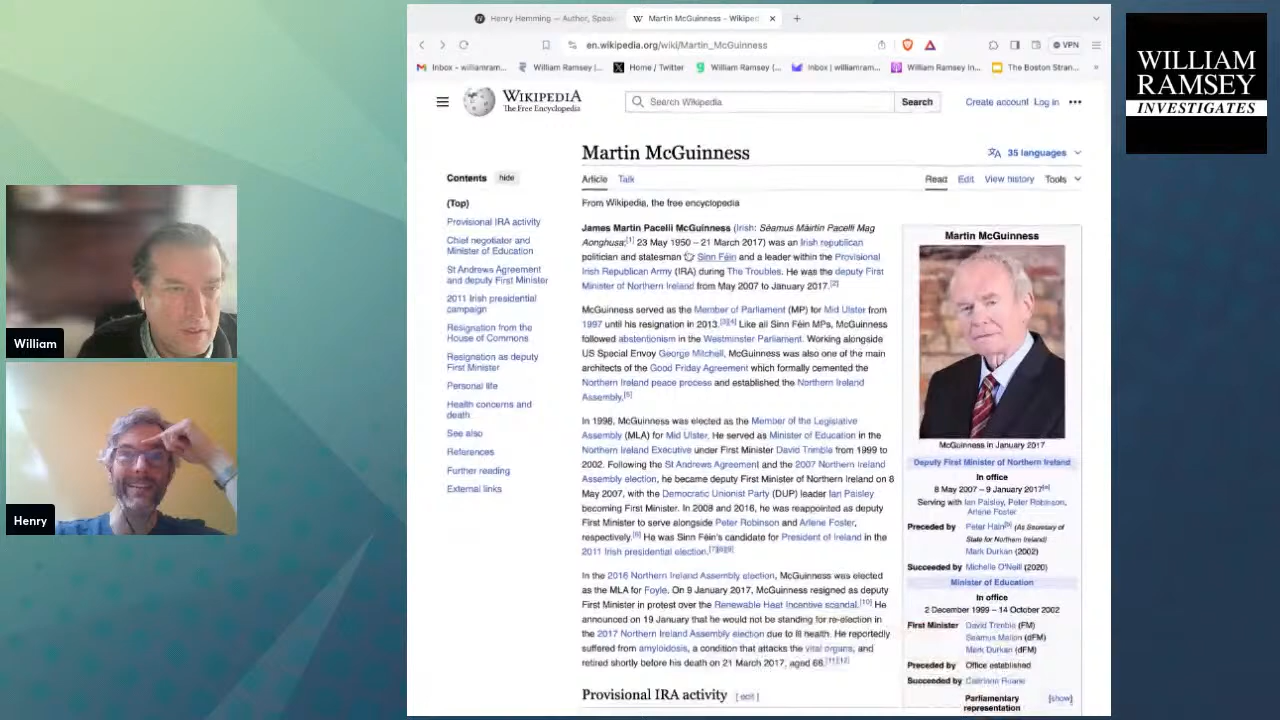 Henry Hemming — Author, Speak
Martin McGuinness - Wikiped
en.wikipedia.org/wiki/Martin_McGuinness
VPN
Inbox - williamram...
William Ramsey |...
Home / Twitter
William Ramsey (...
Inbox | williamram...
William Ramsey In...
The Boston Stran...
WIKIPEDIA
The Free Encyclopedia
Search Wikipedia
Search
Create account Log in
Martin McGuinness
35 languages
Contents hide
(Top)
Provisional IRA activity
Chief negotiator and
Minister of Education
St Andrews Agreement
and deputy First Minister
2011 Irish presidential
campaign
Resignation from the
House of Commons
Resignation as deputy
First Minister
Personal life
Health concerns and
death
See also
References
Further reading
External links
Article Talk
Read Edit View history Tools
From Wikipedia, the free encyclopedia
James Martin Pacelli McGuinness (Irish: Séamus Máirtín Pacelli Mag
Aonghusa;[1] 23 May 1950 – 21 March 2017) was an Irish republican
politician and statesman Sinn Féin and a leader within the Provisional
Irish Republican Army (IRA) during The Troubles. He was the deputy First
Minister of Northern Ireland from May 2007 to January 2017.[2]
McGuinness served as the Member of Parliament (MP) for Mid Ulster from
1997 until his resignation in 2013.[3][4] Like all Sinn Féin MPs, McGuinness
followed abstentionism in the Westminster Parliament. Working alongside
US Special Envoy George Mitchell, McGuinness was also one of the main
architects of the Good Friday Agreement which formally cemented the
Northern Ireland peace process and established the Northern Ireland
Assembly.[5]
In 1998, McGuinness was elected as the Member of the Legislative
Assembly (MLA) for Mid Ulster. He served as Minister of Education in the
Northern Ireland Executive under First Minister David Trimble from 1999 to
2002. Following the St Andrews Agreement and the 2007 Northern Ireland
Assembly election, he became deputy First Minister of Northern Ireland on 8
May 2007, with the Democratic Unionist Party (DUP) leader Ian Paisley
becoming First Minister. In 2008 and 2016, he was reappointed as deputy
First Minister to serve alongside Peter Robinson and Arlene Foster,
respectively.[6] He was Sinn Féin's candidate for President of Ireland in the
2011 Irish presidential election.[7][8][9]
In the 2016 Northern Ireland Assembly election, McGuinness was elected
as the MLA for Foyle. On 9 January 2017, McGuinness resigned as deputy
First Minister in protest over the Renewable Heat Incentive scandal.[10] He
announced on 19 January that he would not be standing for re-election in
the 2017 Northern Ireland Assembly election due to ill health. He reportedly
suffered from amyloidosis, a condition that attacks the vital organs, and
retired shortly before his death on 21 March 2017, aged 66.[11][12]
Provisional IRA activity [ edit ]
Martin McGuinness
McGuinness in January 2017
Deputy First Minister of Northern Ireland
In office
8 May 2007 – 9 January 2017[a]
Serving with Ian Paisley, Peter Robinson,
Arlene Foster
Preceded by Peter Hain[b] (As Secretary of
State for Northern Ireland)
Mark Durkan (2002)
Succeeded by Michelle O'Neill (2020)
Minister of Education
In office
2 December 1999 – 14 October 2002
First Minister David Trimble (FM)
Seamus Mallon (dFM)
Mark Durkan (dFM)
Preceded by Office established
Succeeded by Caitríona Ruane
Parliamentary
representation
[show]
William
Henry
WILLIAM
RAMSEY
INVESTIGATES